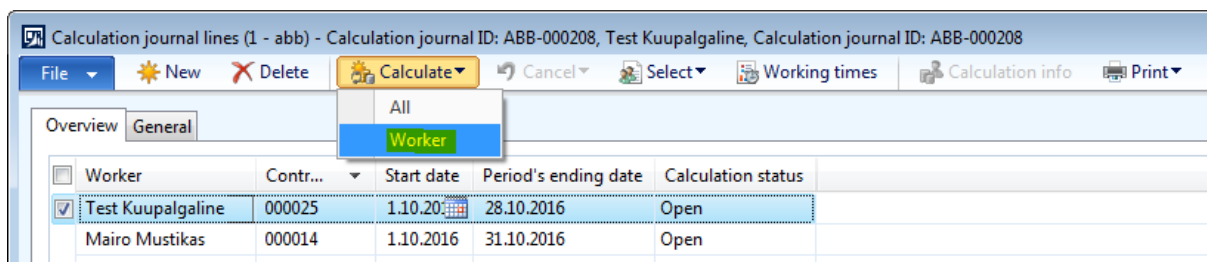 Calculation journal lines (1 - abb) - Calculation journal ID: ABB-000208, Test Kuupalgaline, Calculation journal ID: ABB-000208
File New Delete Calculate Cancel Select Working times Calculation info Print
All
Worker
Overview General
Worker Contr... Start date Period's ending date Calculation status
Test Kuupalgaline 000025 1.10.20 28.10.2016 Open
Mairo Mustikas 000014 1.10.2016 31.10.2016 Open